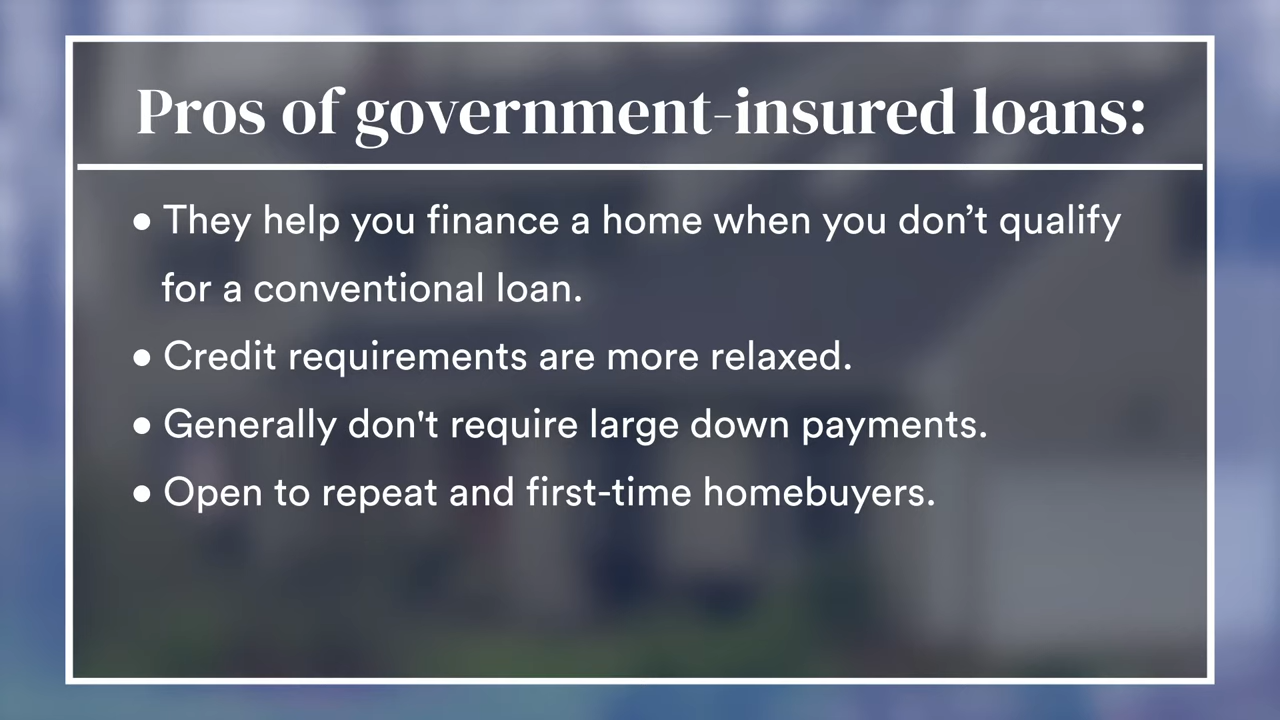 Pros of government-insured loans:
• They help you finance a home when you don’t qualify
for a conventional loan.
• Credit requirements are more relaxed.
• Generally don't require large down payments.
• Open to repeat and first-time homebuyers.